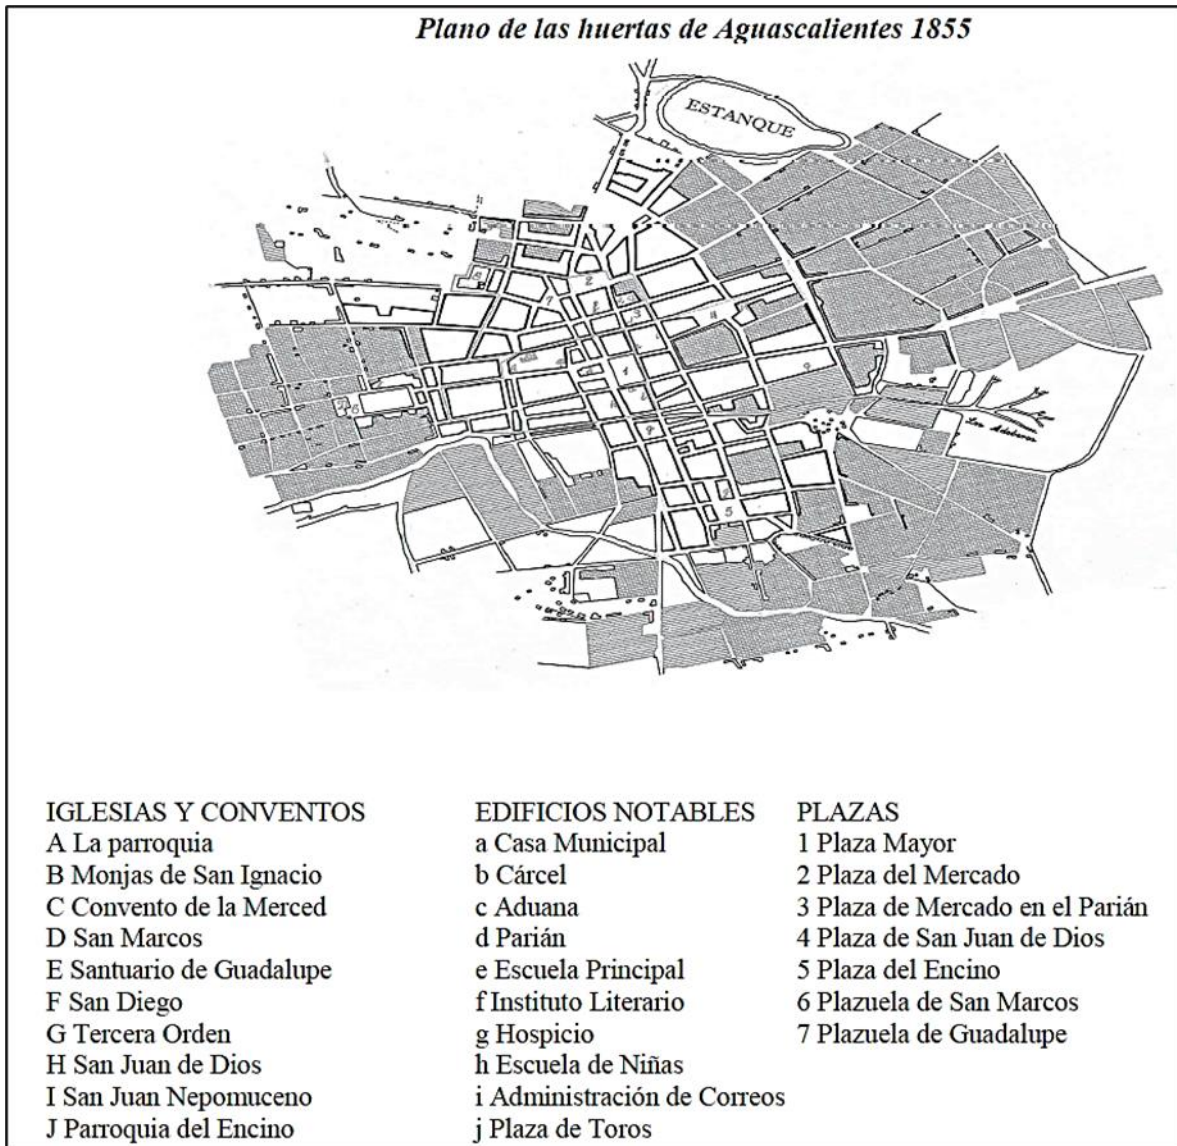 Plano de las huertas de Aguascalientes 1855
ESTANQUE
Los Adoberos
IGLESIAS Y CONVENTOS
A La parroquia
B Monjas de San Ignacio
C Convento de la Merced
D San Marcos
E Santuario de Guadalupe
F San Diego
G Tercera Orden
H San Juan de Dios
I San Juan Nepomuceno
J Parroquia del Encino
EDIFICIOS NOTABLES
a Casa Municipal
b Cárcel
c Aduana
d Parián
e Escuela Principal
f Instituto Literario
g Hospicio
h Escuela de Niñas
i Administración de Correos
j Plaza de Toros
PLAZAS
1 Plaza Mayor
2 Plaza del Mercado
3 Plaza de Mercado en el Parián
4 Plaza de San Juan de Dios
5 Plaza del Encino
6 Plazuela de San Marcos
7 Plazuela de Guadalupe